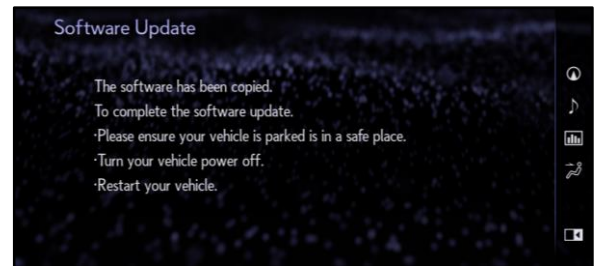 Software Update
The software has been copied.
To complete the software update.
·Please ensure your vehicle is parked is in a safe place.
·Turn your vehicle power off.
·Restart your vehicle.